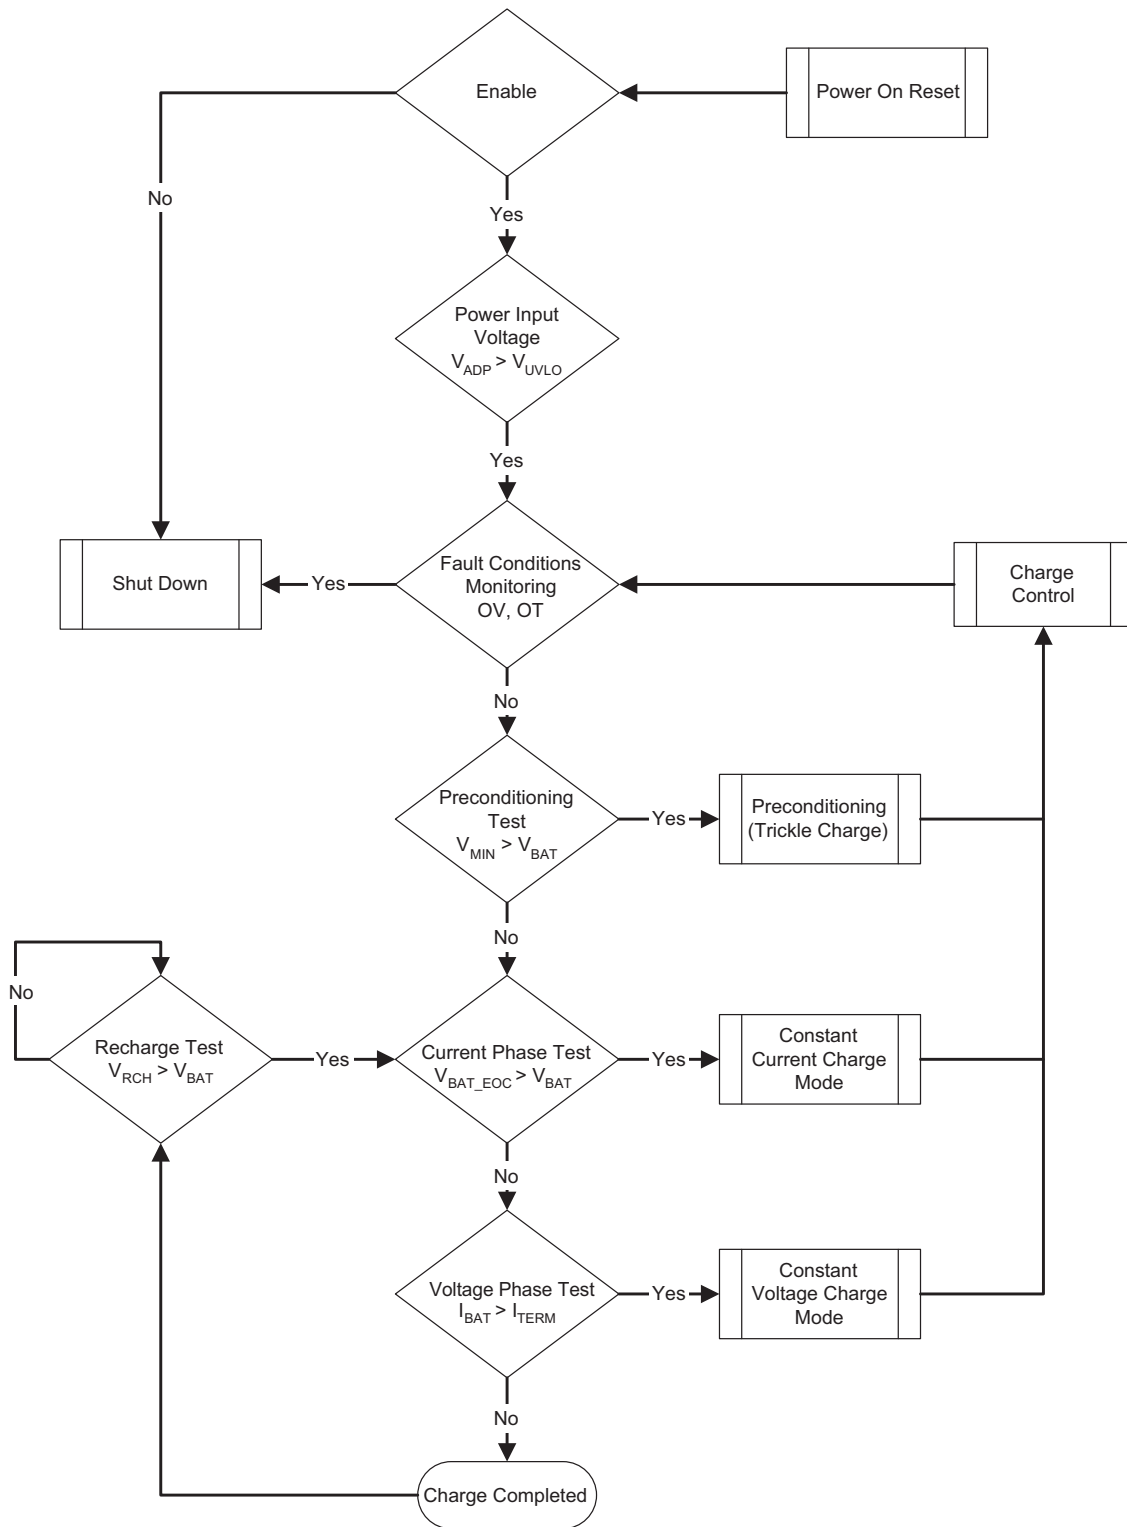 Enable
Power On Reset
No
Yes
Power Input
Voltage
V_ADP > V_UVLO
Yes
Shut Down
Yes
Fault Conditions
Monitoring
OV, OT
Charge
Control
No
Preconditioning
Test
V_MIN > V_BAT
Yes
Preconditioning
(Trickle Charge)
No
No
Recharge Test
V_RCH > V_BAT
Yes
Current Phase Test
V_BAT_EOC > V_BAT
Yes
Constant
Current Charge
Mode
No
Voltage Phase Test
I_BAT > I_TERM
Yes
Constant
Voltage Charge
Mode
No
Charge Completed